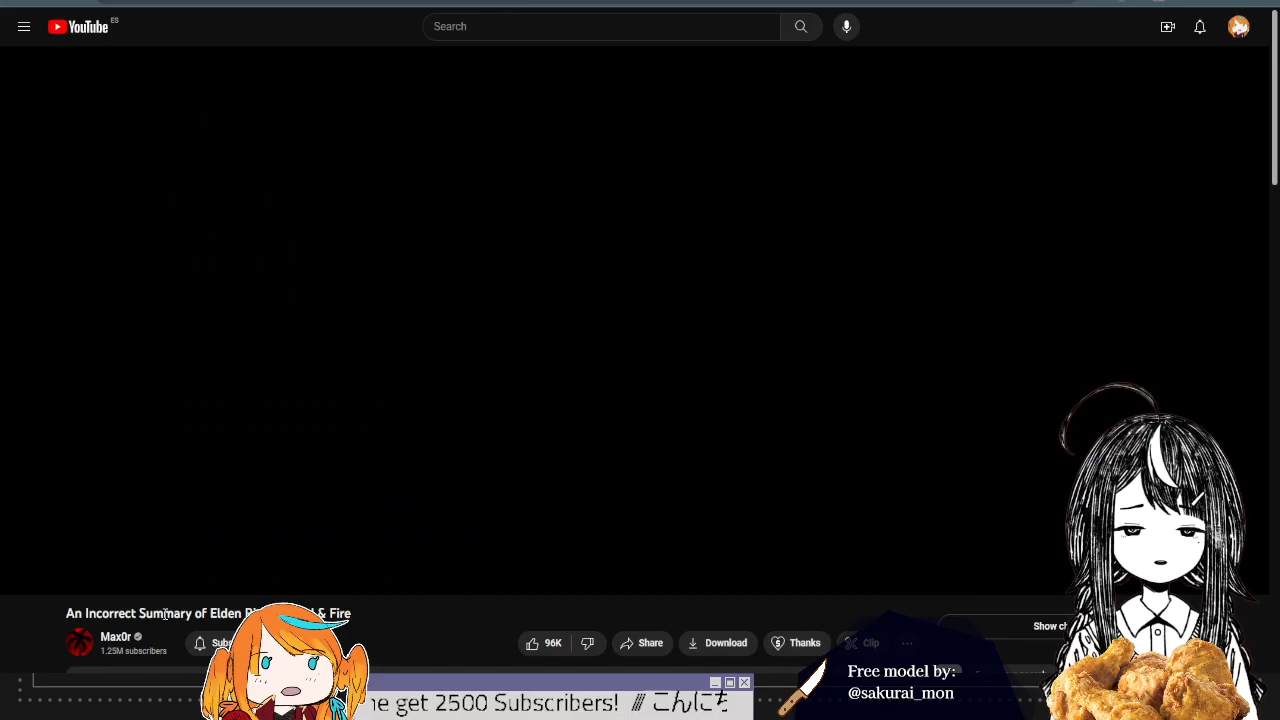 YouTube ES
Search
An Incorrect Summary of Elden & Fire
Max0r
1.25M subscribers
96K
Share
Download
Thanks
Clip
Show
Free model by:
@sakurai_mon
get 2500 Subscribers! // こんにち